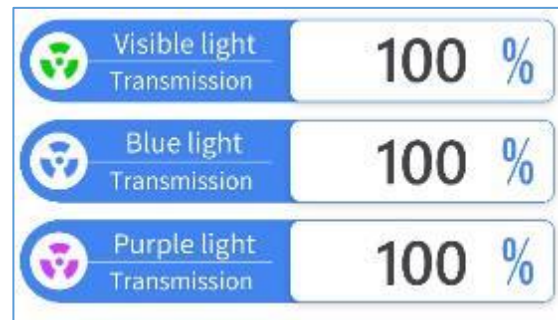 Visible light
Transmission
100 %
Blue light
Transmission
100 %
Purple light
Transmission
100 %